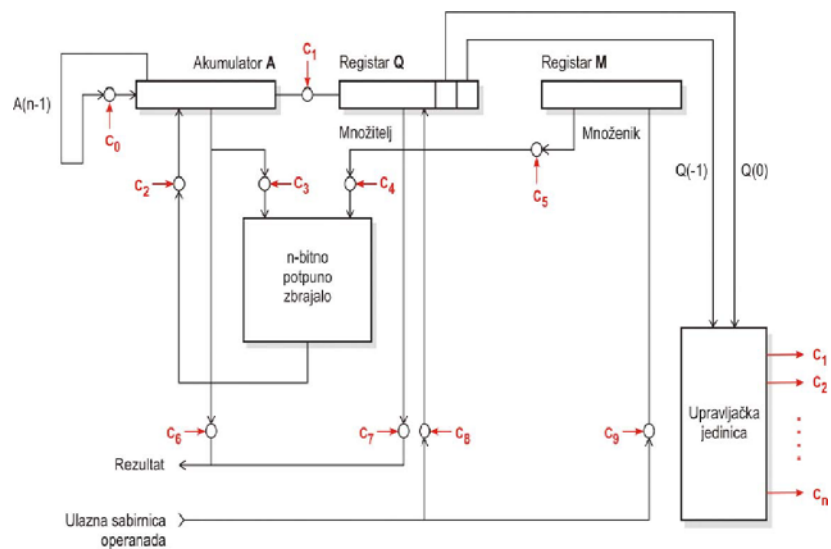 Akumulator A
C1
Registar Q
Registar M
A(n-1)
C0
Množitelj
Množenik
C2
C3
C4
C5
Q(-1)
Q(0)
n-bitno
potpuno
zbrajalo
C1
C2
Upravljačka
jedinica
Cn
C6
C7
C8
C9
Rezultat
Ulazna sabirnica
operanada